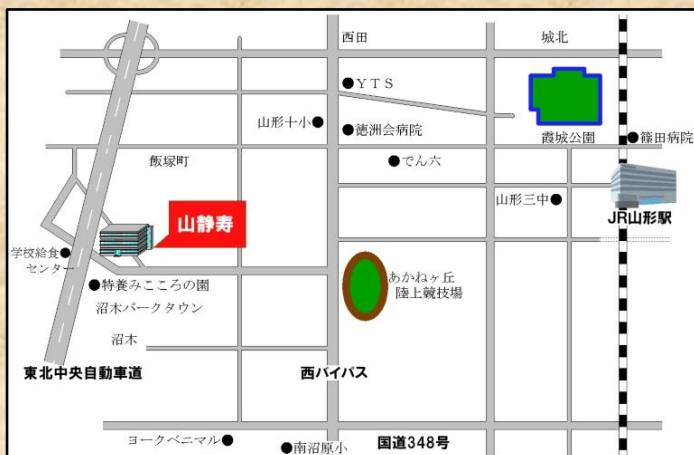 西田
城北
YTS
山形十小
徳洲会病院
霞城公園
篠田病院
飯塚町
でん六
山形三中
JR山形駅
山静寿
学校給食
センター
特養みこころの園
あかねヶ丘
陸上競技場
沼木パークタウン
沼木
東北中央自動車道
西バイパス
ヨークベニマル
南沼原小
国道348号